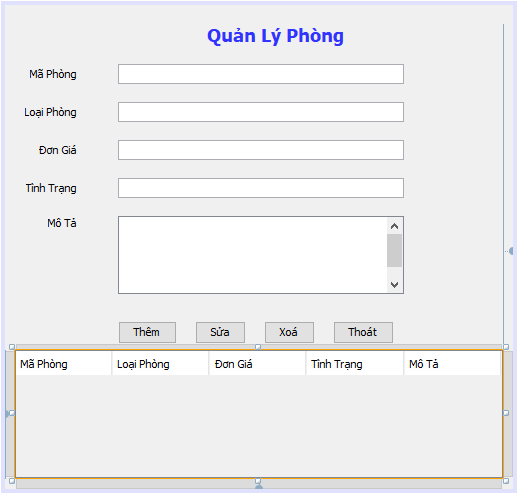 Quản Lý Phòng
Mã Phòng
Loại Phòng
Đơn Giá
Tình Trạng
Mô Tả
Thêm Sửa Xoá Thoát
Mã Phòng Loại Phòng Đơn Giá Tình Trạng Mô Tả